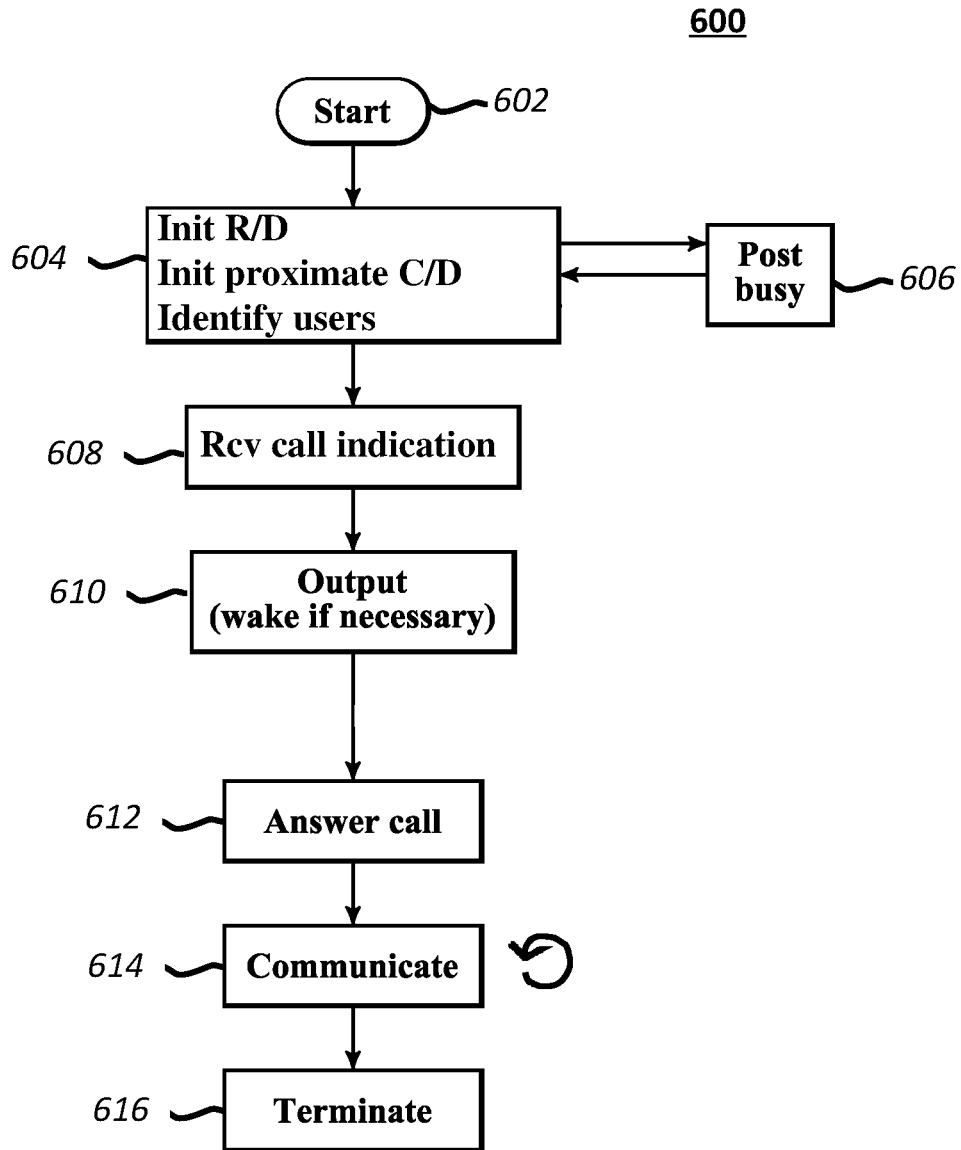 600
Start
602
Init R/D
Init proximate C/D
Identify users
604
Post
busy
606
Rcv call indication
608
Output
(wake if necessary)
610
Answer call
612
Communicate
614
Terminate
616